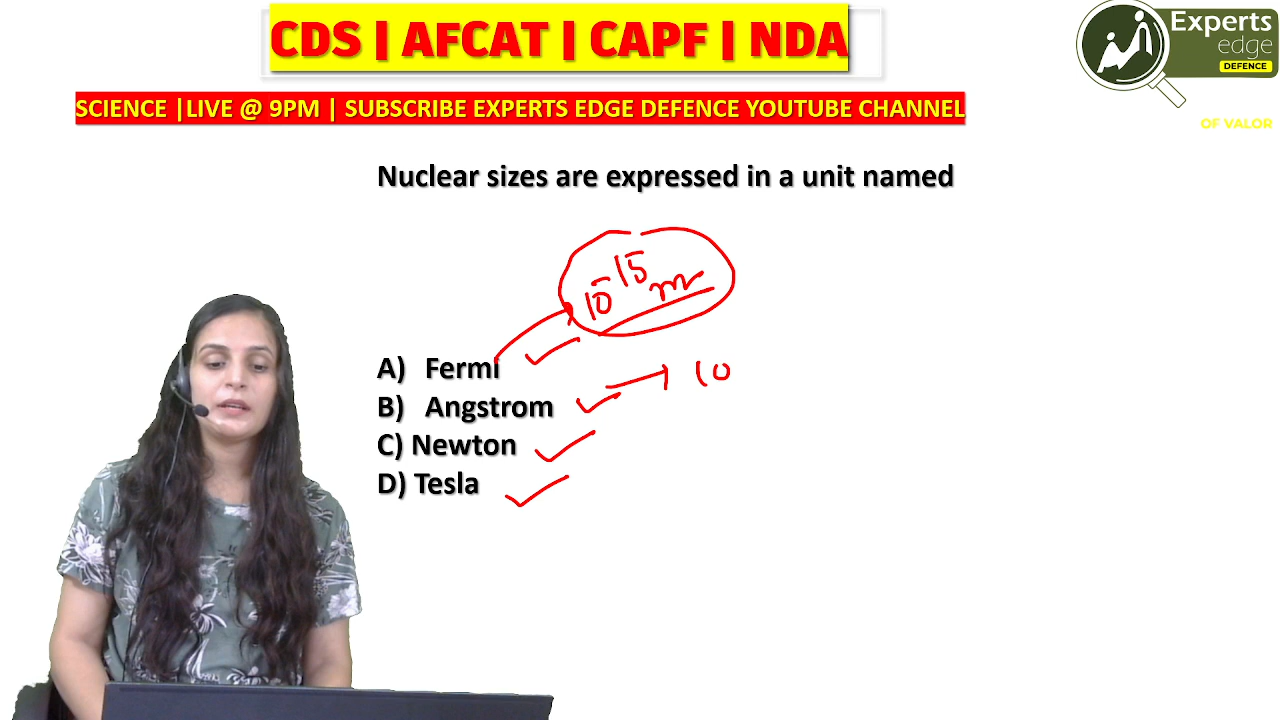 CDS | AFCAT | CAPF | NDA
Experts
edge
DEFENCE
SCIENCE |LIVE @ 9PM | SUBSCRIBE EXPERTS EDGE DEFENCE YOUTUBE CHANNEL
OF VALOR
Nuclear sizes are expressed in a unit named
10⁻¹⁵ m
A) Fermi
10
B) Angstrom
C) Newton
D) Tesla